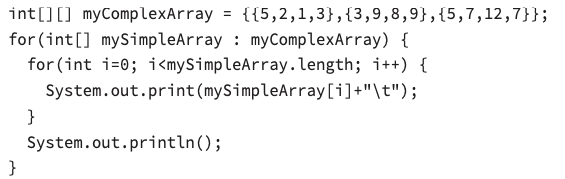 int[][] myComplexArray = {{5,2,1,3},{3,9,8,9},{5,7,12,7}};
for(int[] mySimpleArray : myComplexArray) {
  for(int i=0; i<mySimpleArray.length; i++) {
    System.out.print(mySimpleArray[i]+"\t");
  }
  System.out.println();
}